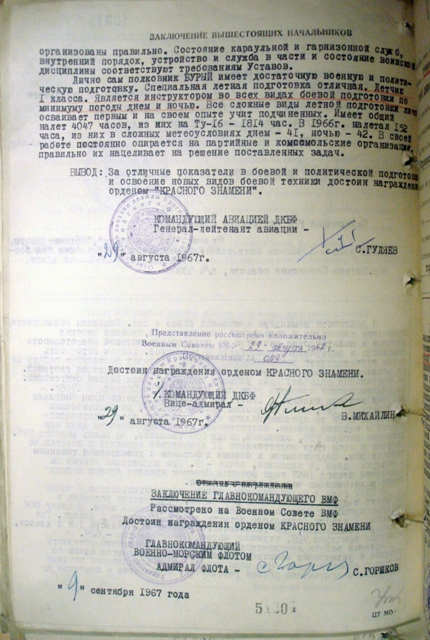 ЗАКЛЮЧЕНИЕ ВЫШЕСТОЯЩИХ НАЧАЛЬНИКОВ
организованы правильно. Состояние караульной и гарнизонной служб,
внутренний порядок, устройство и служба в части и состояние воинской
дисциплины соответствуют требованиям Уставов.
Лично сам полковник БУРЫЙ имеет достаточную военную и полити-
ческую подготовку. Специальная летная подготовка отличная. Летчик
I класса. Является инструктором во всех видах боевой подготовки по
минимуму погоды днем и ночью. Все сложные виды летной подготовки
осваивает первым и на своем опыте учит подчиненных. Имеет общий
налет 4047 часов, из них на Ту-16 - 1814 час. В 1966г. налетал 152
часа, из них в сложных метеоусловиях днем - 41, ночью - 42. В своей
работе постоянно опирается на партийные и комсомольские организации,
правильно их нацеливает на решение поставленных задач.
ВЫВОД: За отличные показатели в боевой и политической подготовке
и освоение новых видов боевой техники достоин награждения
орденом "КРАСНОГО ЗНАМЕНИ".
КОМАНДУЩИЙ АВИАЦИЕЙ ДКБФ
Генерал-лейтенант авиации -
С.ГУЛЯЕВ
"29" августа 1967г.
Представление рассмотрено положительно
Военным Советом 29 августа 1967 г.
Достоин награждения орденом КРАСНОГО ЗНАМЕНИ.
КОМАНДУЮЩИЙ ДКБФ
Вице-адмирал -
В.МИХАЙЛИН
"29" августа 1967г.
ЗАКЛЮЧЕНИЕ ГЛАВНОКОМАНДУЮЩЕГО ВМФ
Рассмотрено на Военном Совете ВМФ
Достоин награждения орденом КРАСНОГО ЗНАМЕНИ
ГЛАВНОКОМАНДУЮЩИЙ
ВОЕННО-МОРСКИМ ФЛОТОМ
АДМИРАЛ ФЛОТА -
С.ГОРШКОВ
"9" сентября 1967 года